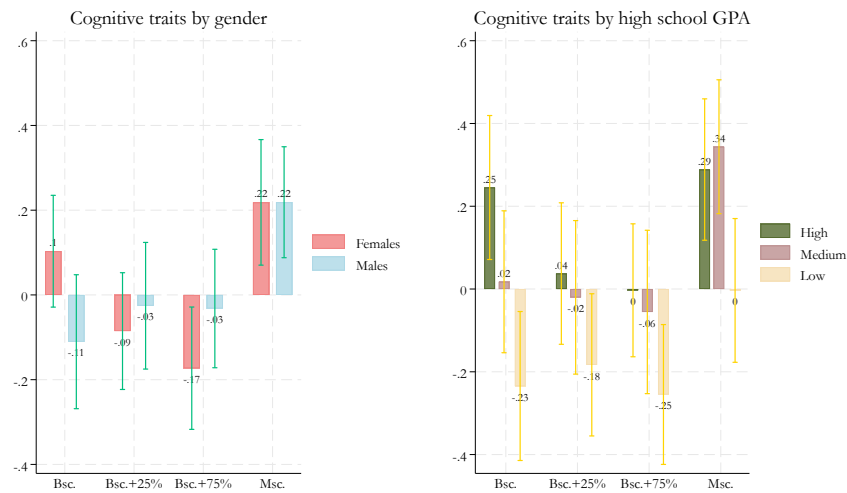 Cognitive traits by gender
.6
.4
.2
0
-.2
-.4
.1
-.11
-.09
-.03
-.17
-.03
.22
.22
Bsc.
Bsc.+25%
Bsc.+75%
Msc.
Females
Males
Cognitive traits by high school GPA
.6
.4
.2
0
-.2
-.4
.25
.02
-.23
.04
-.02
-.18
0
-.06
-.25
.29
.34
0
Bsc.
Bsc.+25%
Bsc.+75%
Msc.
High
Medium
Low